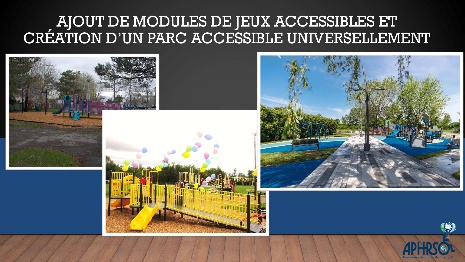 AJOUT DE MODULES DE JEUX ACCESSIBLES ET
CRÉATION D'UN PARC ACCESSIBLE UNIVERSELLEMENT
APHRSO